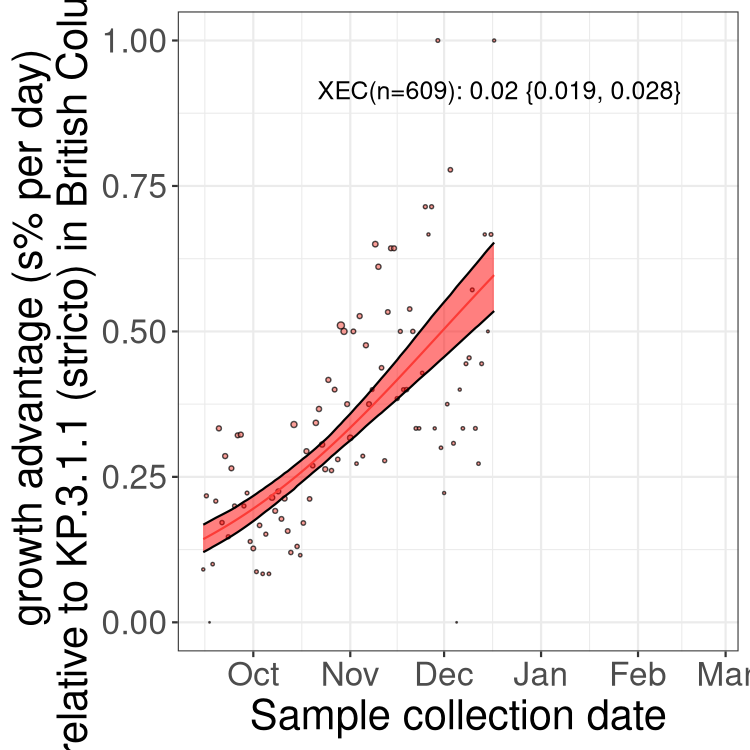 growth advantage (s% per day)
relative to KP.3.1.1 (stricto) in British Colu
1.00
0.75
0.50
0.25
0.00
XEC(n=609): 0.02 {0.019, 0.028}
Oct Nov Dec Jan Feb Mar
Sample collection date